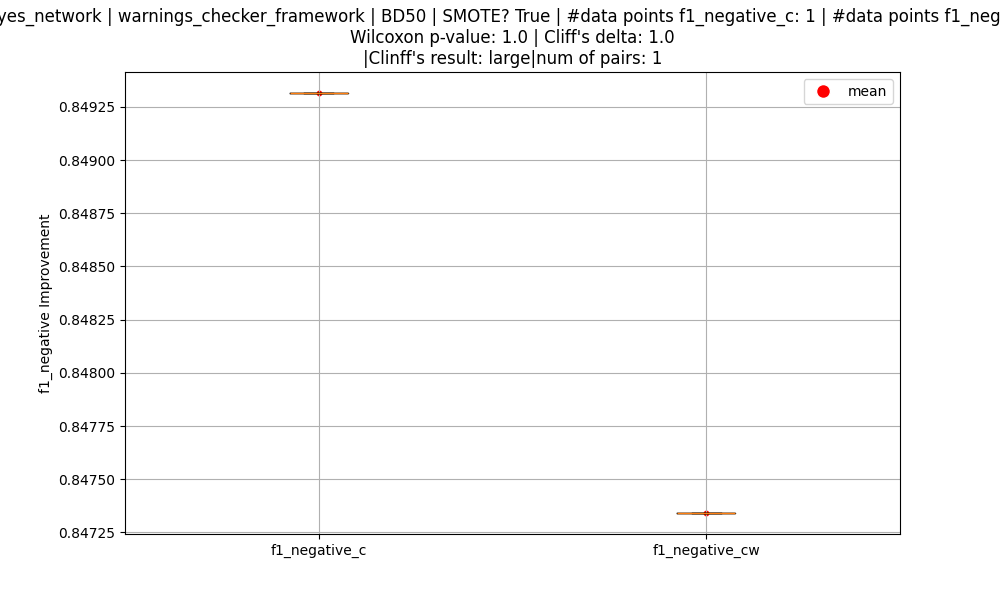 yes_network | warnings_checker_framework | BD50 | SMOTE? True | #data points f1_negative_c: 1 | #data points f1_neg
Wilcoxon p-value: 1.0 | Cliff's delta: 1.0
|Clinff's result: large|num of pairs: 1
mean
0.84925
0.84900
0.84875
0.84850
0.84825
0.84800
0.84775
0.84750
0.84725
f1_negative Improvement
f1_negative_c
f1_negative_cw